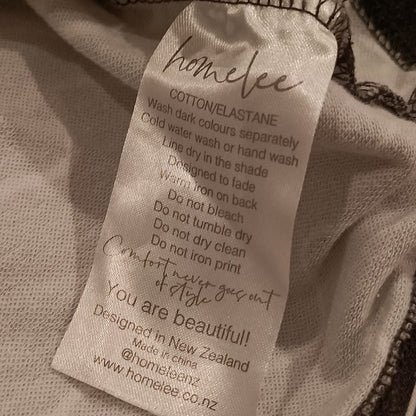 homelee
COTTON/ELASTANE
Wash dark colours separately
Cold water wash or hand wash
Line dry in the shade
Designed to fade
Warm iron on back
Do not bleach
Do not tumble dry
Do not dry clean
Do not iron print
Comfort never goes out
of style
You are beautiful!
Designed in New Zealand
Made in china
@homeleenz
www.homelee.co.nz